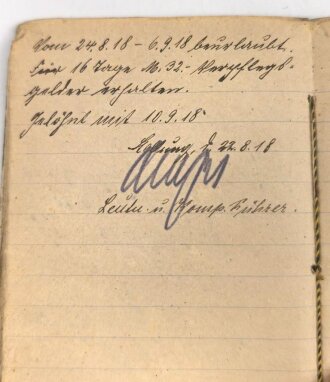 Vom 24.8.18 – 6.9.18 beurlaubt.
Für 16 Tage M. 32.- Verpflegs-
gelder erhalten.
Gelöhnt mit 10.9.18
d. 22.8.18
Leutn. u. Komp. Führer.